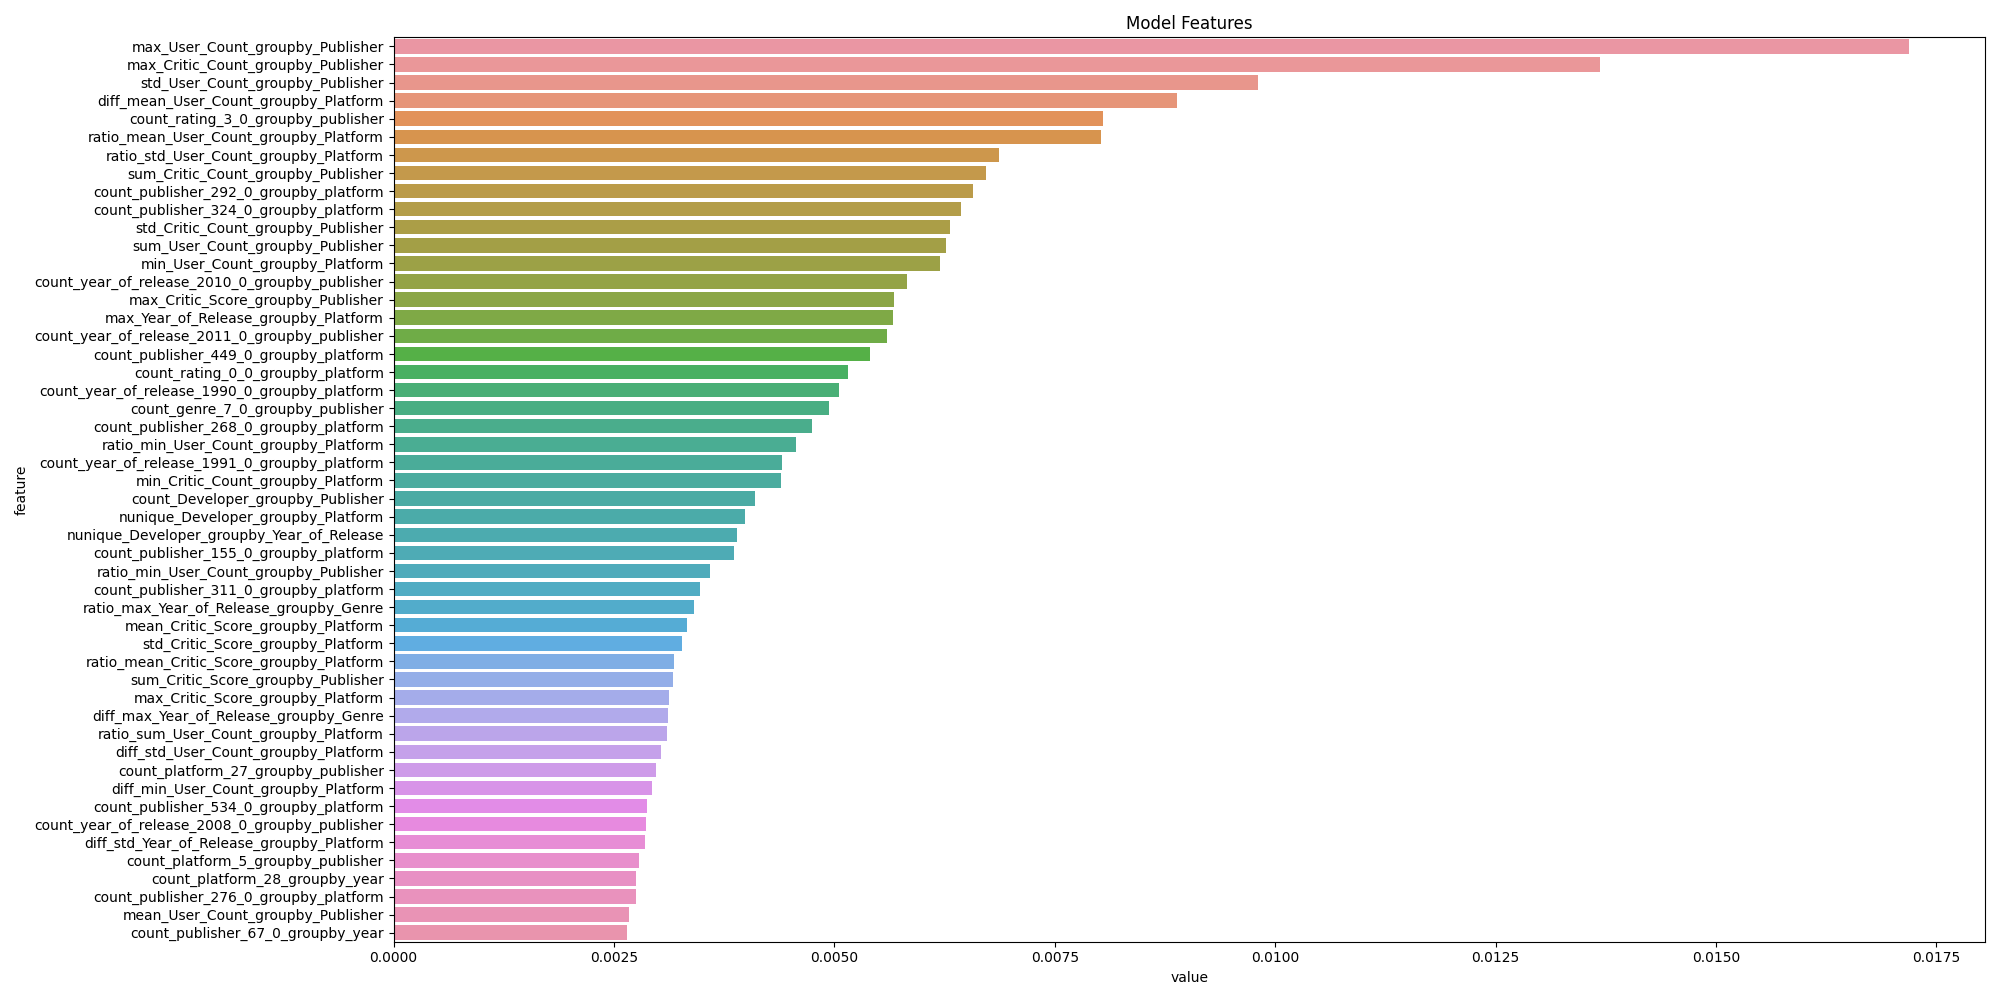 Model Features
max_User_Count_groupby_Publisher
max_Critic_Count_groupby_Publisher
std_User_Count_groupby_Publisher
diff_mean_User_Count_groupby_Platform
count_rating_3_0_groupby_publisher
ratio_mean_User_Count_groupby_Platform
ratio_std_User_Count_groupby_Platform
sum_Critic_Count_groupby_Publisher
count_publisher_292_0_groupby_platform
count_publisher_324_0_groupby_platform
std_Critic_Count_groupby_Publisher
sum_User_Count_groupby_Publisher
min_User_Count_groupby_Platform
count_year_of_release_2010_0_groupby_publisher
max_Critic_Score_groupby_Publisher
max_Year_of_Release_groupby_Platform
count_year_of_release_2011_0_groupby_publisher
count_publisher_449_0_groupby_platform
count_rating_0_0_groupby_platform
count_year_of_release_1990_0_groupby_platform
count_genre_7_0_groupby_publisher
count_publisher_268_0_groupby_platform
ratio_min_User_Count_groupby_Platform
count_year_of_release_1991_0_groupby_platform
min_Critic_Count_groupby_Platform
count_Developer_groupby_Publisher
nunique_Developer_groupby_Platform
nunique_Developer_groupby_Year_of_Release
count_publisher_155_0_groupby_platform
ratio_min_User_Count_groupby_Publisher
count_publisher_311_0_groupby_platform
ratio_max_Year_of_Release_groupby_Genre
mean_Critic_Score_groupby_Platform
std_Critic_Score_groupby_Platform
ratio_mean_Critic_Score_groupby_Platform
sum_Critic_Score_groupby_Publisher
max_Critic_Score_groupby_Platform
diff_max_Year_of_Release_groupby_Genre
ratio_sum_User_Count_groupby_Platform
diff_std_User_Count_groupby_Platform
count_platform_27_groupby_publisher
diff_min_User_Count_groupby_Platform
count_publisher_534_0_groupby_platform
count_year_of_release_2008_0_groupby_publisher
diff_std_Year_of_Release_groupby_Platform
count_platform_5_groupby_publisher
count_platform_28_groupby_year
count_publisher_276_0_groupby_platform
mean_User_Count_groupby_Publisher
count_publisher_67_0_groupby_year
feature
0.0000 0.0025 0.0050 0.0075 0.0100 0.0125 0.0150 0.0175
value